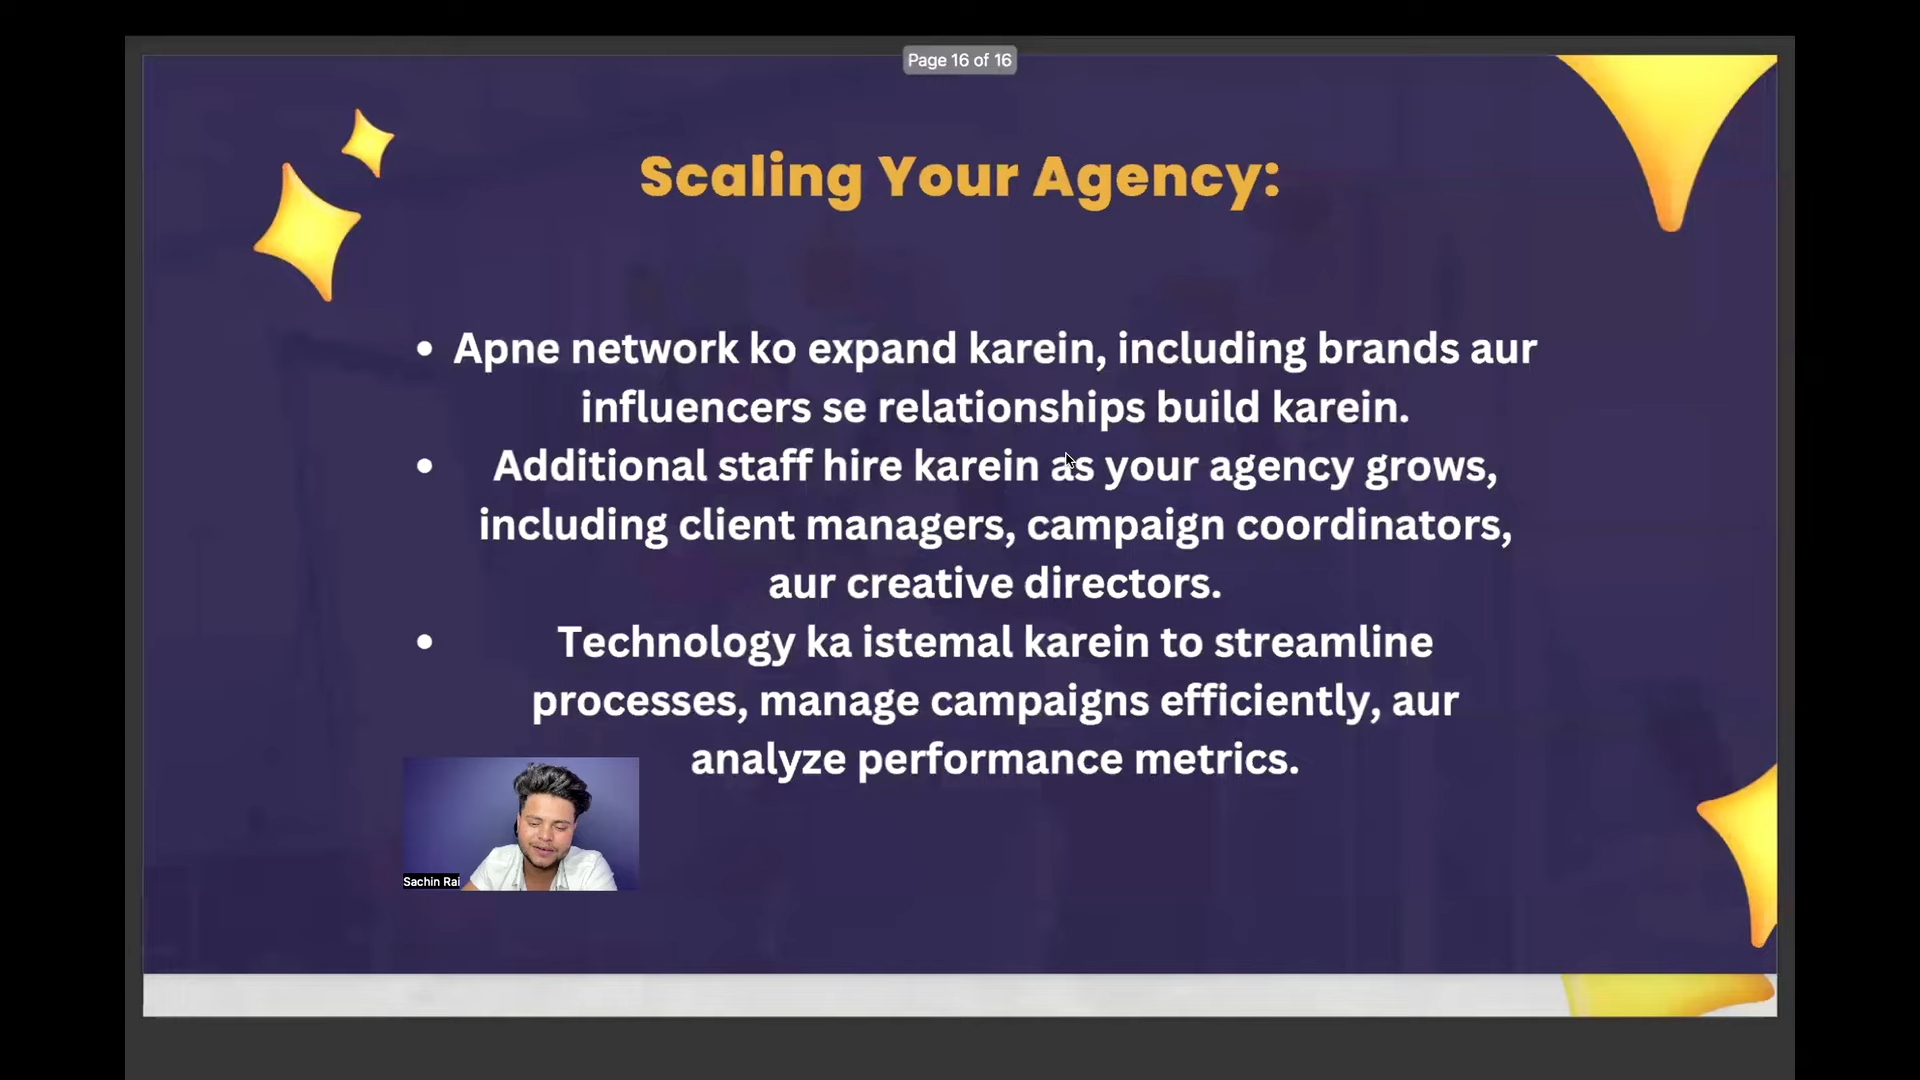 Page 16 of 16
Scaling Your Agency:
• Apne network ko expand karein, including brands aur
influencers se relationships build karein.
• Additional staff hire karein as your agency grows,
including client managers, campaign coordinators,
aur creative directors.
• Technology ka istemal karein to streamline
processes, manage campaigns efficiently, aur
analyze performance metrics.
Sachin Rai